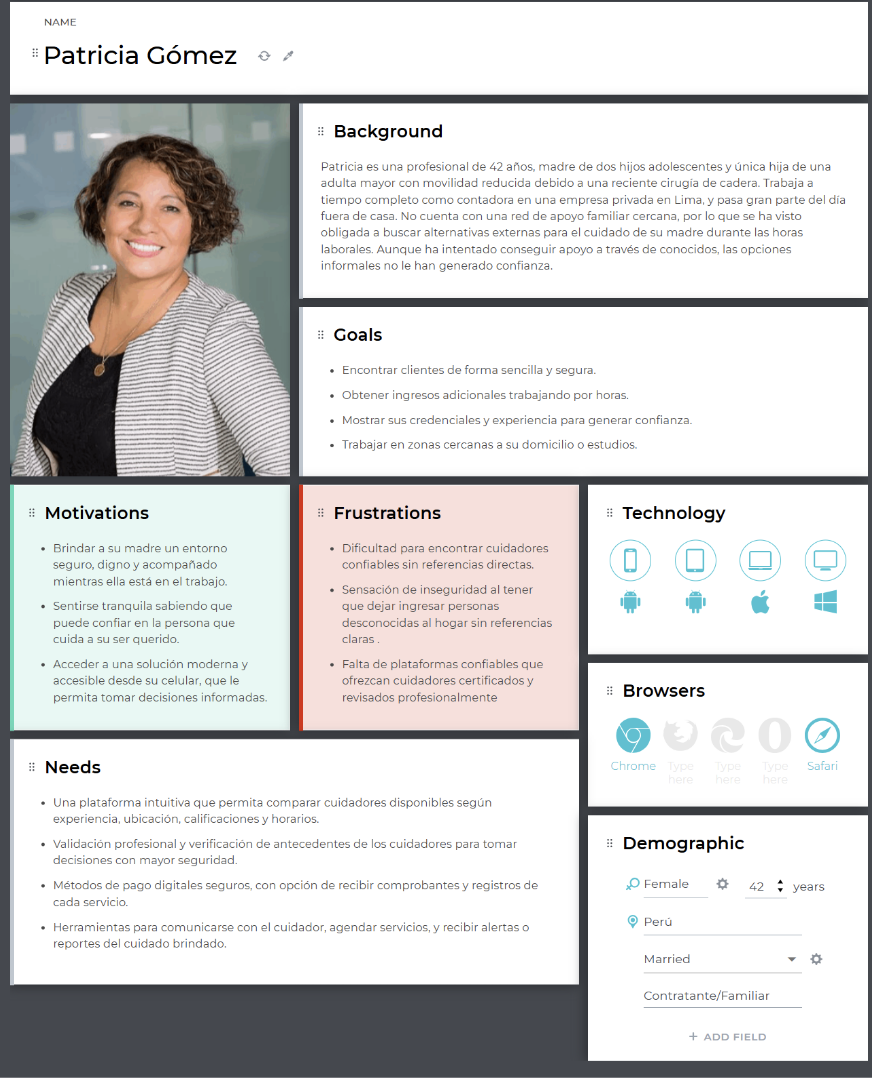 NAME
Patricia Gómez
Background
Patricia es una profesional de 42 años, madre de dos hijos adolescentes y única hija de una
adulta mayor con movilidad reducida debido a una reciente cirugía de cadera. Trabaja a
tiempo completo como contadora en una empresa privada en Lima, y pasa gran parte del día
fuera de casa. No cuenta con una red de apoyo familiar cercana, por lo que se ha visto
obligada a buscar alternativas externas para el cuidado de su madre durante las horas
laborales. Aunque ha intentado conseguir apoyo a través de conocidos, las opciones
informales no le han generado confianza.
Goals
• Encontrar clientes de forma sencilla y segura.
• Obtener ingresos adicionales trabajando por horas.
• Mostrar sus credenciales y experiencia para generar confianza.
• Trabajar en zonas cercanas a su domicilio o estudios.
Motivations
• Brindar a su madre un entorno
seguro, digno y acompañado
mientras ella está en el trabajo.
• Sentirse tranquila sabiendo que
puede confiar en la persona que
cuida a su ser querido.
• Acceder a una solución moderna y
accesible desde su celular, que le
permita tomar decisiones informadas.
Frustrations
• Dificultad para encontrar cuidadores
confiables sin referencias directas.
• Sensación de inseguridad al tener
que dejar ingresar personas
desconocidas al hogar sin referencias
claras .
• Falta de plataformas confiables que
ofrezcan cuidadores certificados y
revisados profesionalmente
Technology
Browsers
Chrome
Type
here
Type
here
Type
here
Safari
Needs
• Una plataforma intuitiva que permita comparar cuidadores disponibles según
experiencia, ubicación, calificaciones y horarios.
• Validación profesional y verificación de antecedentes de los cuidadores para tomar
decisiones con mayor seguridad.
• Métodos de pago digitales seguros, con opción de recibir comprobantes y registros de
cada servicio.
• Herramientas para comunicarse con el cuidador, agendar servicios, y recibir alertas o
reportes del cuidado brindado.
Demographic
Female 42 years
Perú
Married
Contratante/Familiar
+ ADD FIELD